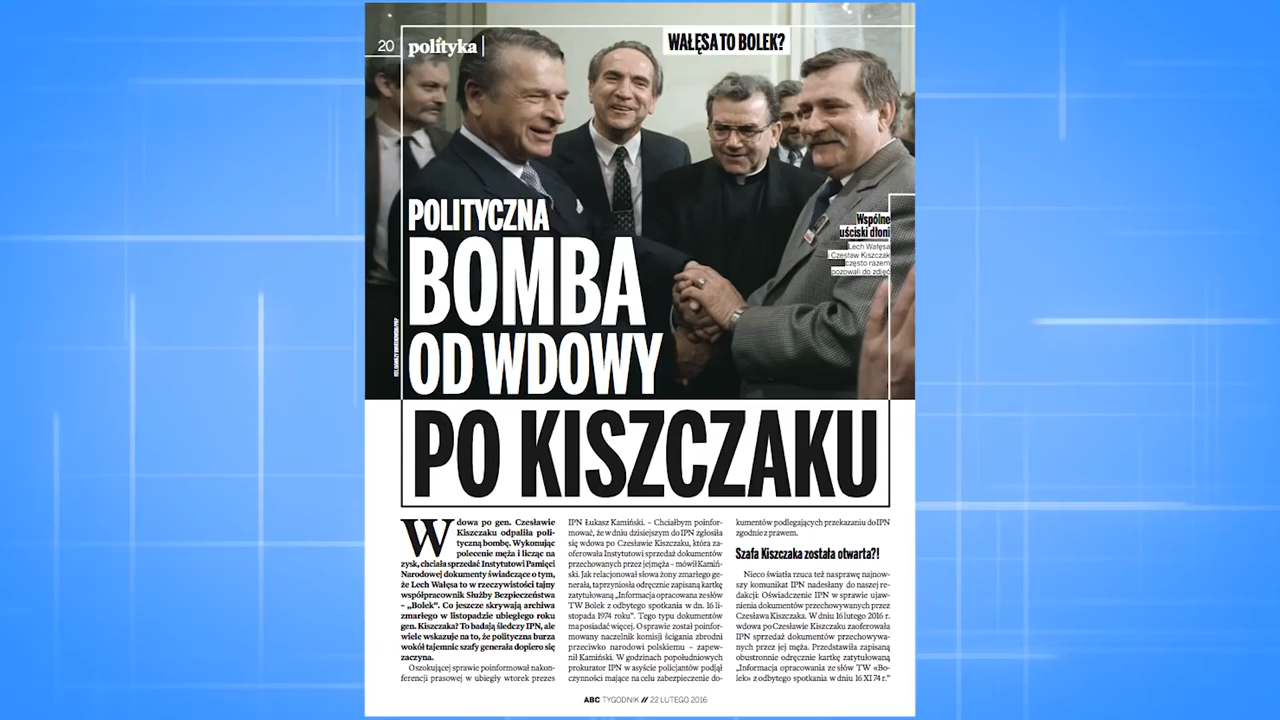 20 polityka
WAŁĘSA TO BOLEK?
POLITYCZNA
BOMBA
OD WDOWY
PO KISZCZAKU
Wspólne
uściski dłoni
Lech Wałęsa
i Czesław Kiszczak
często razem
pozowali do zdjęć
Wdowa po gen. Czesławie
Kiszczaku odpaliła poli-
tyczną bombę. Wykonując
polecenie męża i licząc na
zysk, chciała sprzedać Instytutowi Pamięci
Narodowej dokumenty świadczące o tym,
że Lech Wałęsa to w rzeczywistości tajny
współpracownik Służby Bezpieczeństwa
– „Bolek”. Co jeszcze skrywają archiwa
zmarłego w listopadzie ubiegłego roku
gen. Kiszczaka? To badają śledczy IPN, ale
wiele wskazuje na to, że polityczna burza
wokół tajemnic szafy generała dopiero się
zaczyna.
O szokującej sprawie poinformował na kon-
ferencji prasowej w ubiegły wtorek prezes
IPN Łukasz Kamiński. – Chciałbym poinfor-
mować, że w dniu dzisiejszym do IPN zgłosiła
się wdowa po Czesławie Kiszczaku, która za-
oferowała Instytutowi sprzedaż dokumentów
przechowywanych przez jej męża – mówił Kamiń-
ski. Jak relacjonował słowa żony zmarłego ge-
nerała, ta przyniosła odręcznie zapisaną kartkę
zatytułowaną „Informacja opracowana ze słów
TW Bolek z odbytego spotkania w dn. 16 li-
stopada 1974 roku”. Tego typu dokumentów
ma posiadać więcej. O sprawie został poinfor-
mowany naczelnik komisji ścigania zbrodni
przeciwko narodowi polskiemu – zapew-
nił Kamiński. W godzinach popołudniowych
prokurator IPN w asyście policjantów podjął
czynności mające na celu zabezpieczenie do-
kumentów podlegających przekazaniu do IPN
zgodnie z prawem.
Szafa Kiszczaka została otwarta?!
Nieco światła rzuca też na sprawę najnow-
szy komunikat IPN nadesłany do naszej re-
dakcji: Oświadczenie IPN w sprawie ujaw-
nienia dokumentów przechowywanych przez
Czesława Kiszczaka. W dniu 16 lutego 2016 r.
wdowa po Czesławie Kiszczaku zaoferowała
IPN sprzedaż dokumentów przechowywa-
nych przez jej męża. Przedstawiła zapisaną
obustronnie odręcznie kartkę zatytułowaną
„Informacja opracowania ze słów TW «Bo-
lek» z odbytego spotkania w dniu 16 XI 74 r.”
ABC TYGODNIK // 22 LUTEGO 2016